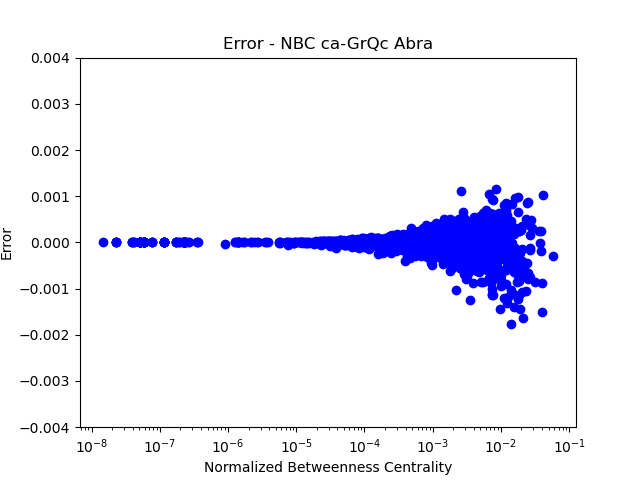 Error - NBC ca-GrQc Abra
0.004
0.003
0.002
0.001
0.000
−0.001
−0.002
−0.003
−0.004
Error
10⁻⁸ 10⁻⁷ 10⁻⁶ 10⁻⁵ 10⁻⁴ 10⁻³ 10⁻² 10⁻¹
Normalized Betweenness Centrality